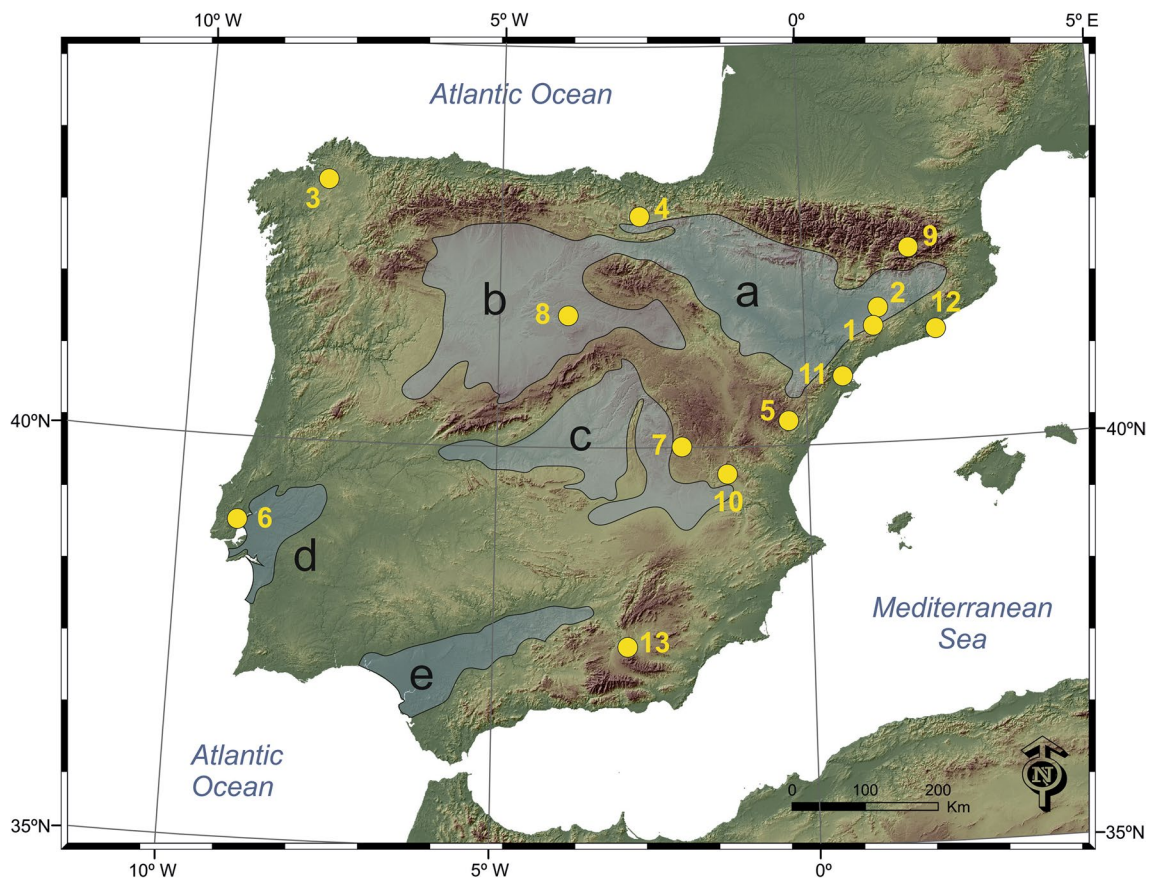 10º W 5º W 0º 5º E
Atlantic Ocean
3
4
9
a
b
2
12
8
1
11
40ºN
5
40ºN
c
7
10
6
d
Mediterranean
Sea
13
e
Atlantic
Ocean
N
0 100 200
Km
35ºN
35ºN
10º W 5º W 0º